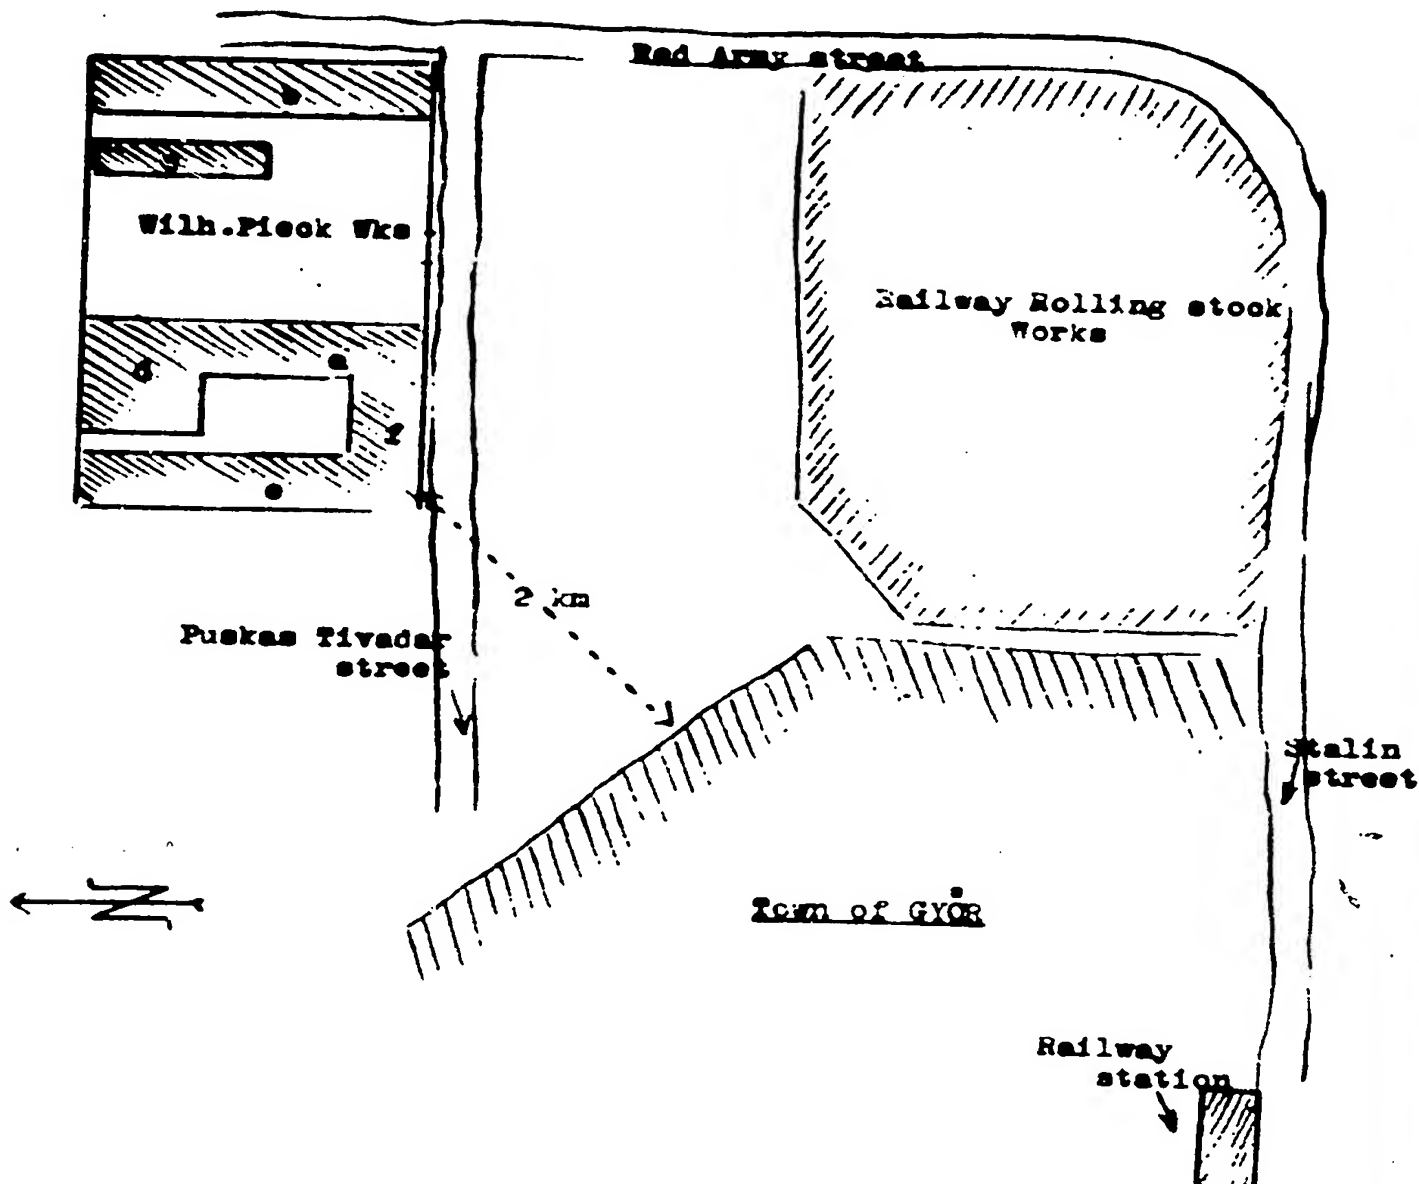 Red Army street
b
Wilh.Pieck Wks
Railway Rolling stock
Works
a
d
f
e
2 km
Puskas Tivadar
street
Stalin
street
N
Town of GYÖR
Railway
station